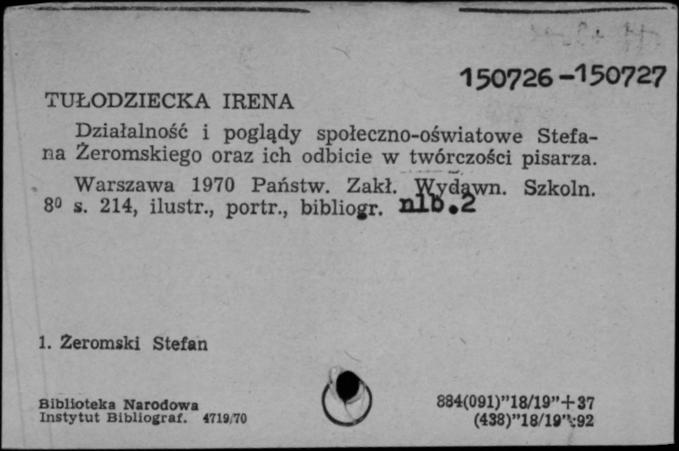 150726-150727
TUŁODZIECKA IRENA
Działalność i poglądy społeczno-oświatowe Stefa-
na Żeromskiego oraz ich odbicie w twórczości pisarza.
Warszawa 1970 Państw. Zakł. Wydawn. Szkoln.
8⁰ s. 214, ilustr., portr., bibliogr. nlb.2
1. Żeromski Stefan
Biblioteka Narodowa 884(091)"18/19"+37
Instytut Bibliograf. 4719/70 (438)"18/19":92